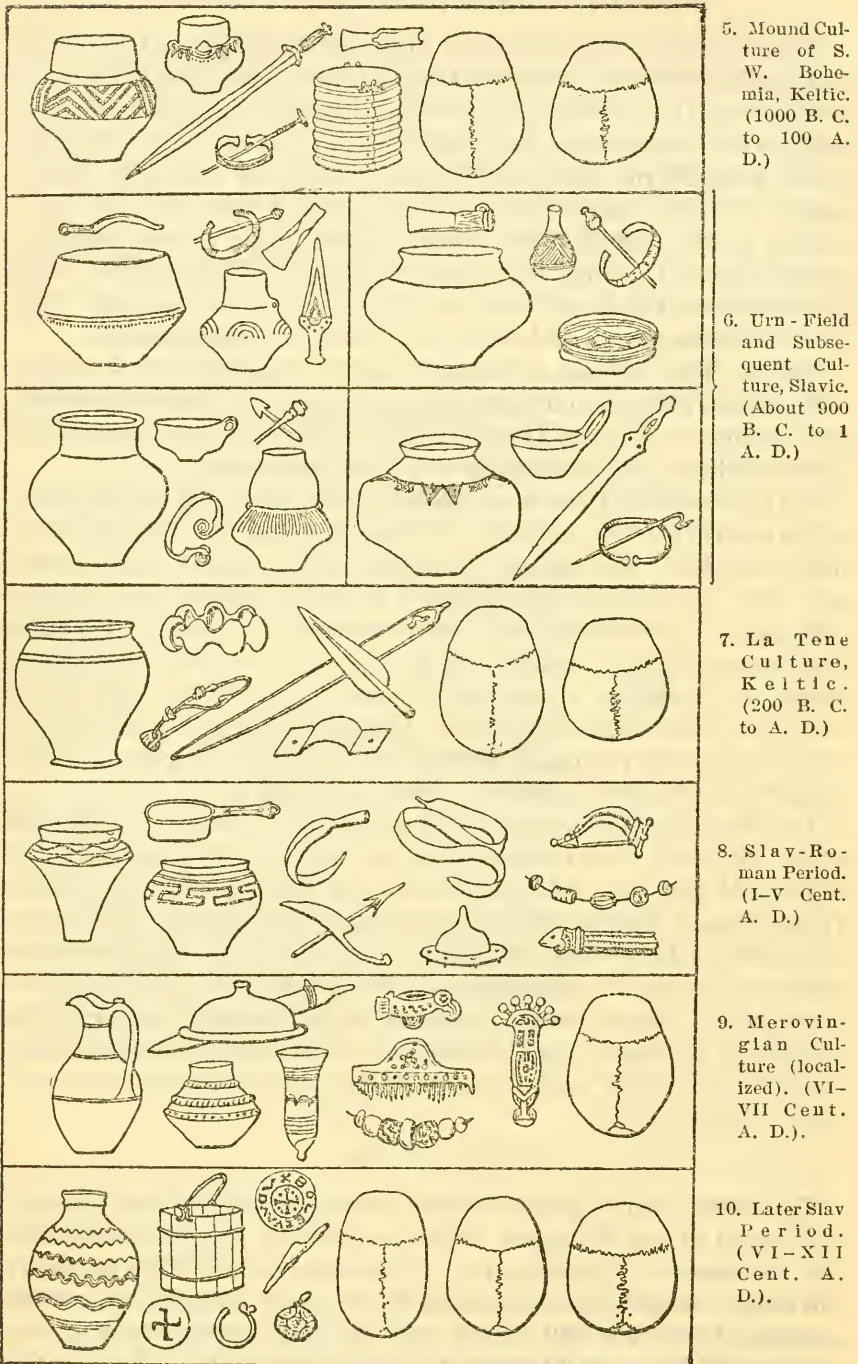 5. Mound Cul-
ture of S.
W. Bohe-
mia, Keltic.
(1000 B. C.
to 100 A.
D.)
6. Urn - Field
and Subse-
quent Cul-
ture, Slavic.
(About 900
B. C. to 1
A. D.)
7. La Tene
Culture,
Keltic.
(200 B. C.
to A. D.)
8. Slav-Ro-
man Period.
(I–V Cent.
A. D.)
9. Merovin-
gian Cul-
ture (local-
ized). (VI–
VII Cent.
A. D.).
10. Later Slav
Period.
(VI–XII
Cent. A.
D.).